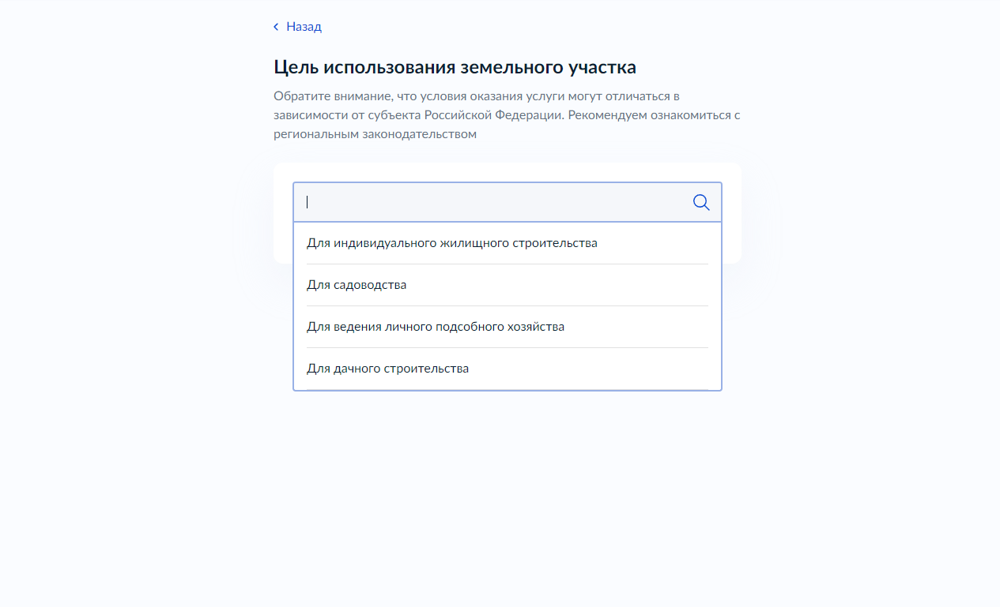 Назад
Цель использования земельного участка
Обратите внимание, что условия оказания услуги могут отличаться в
зависимости от субъекта Российской Федерации. Рекомендуем ознакомиться с
региональным законодательством
Для индивидуального жилищного строительства
Для садоводства
Для ведения личного подсобного хозяйства
Для дачного строительства